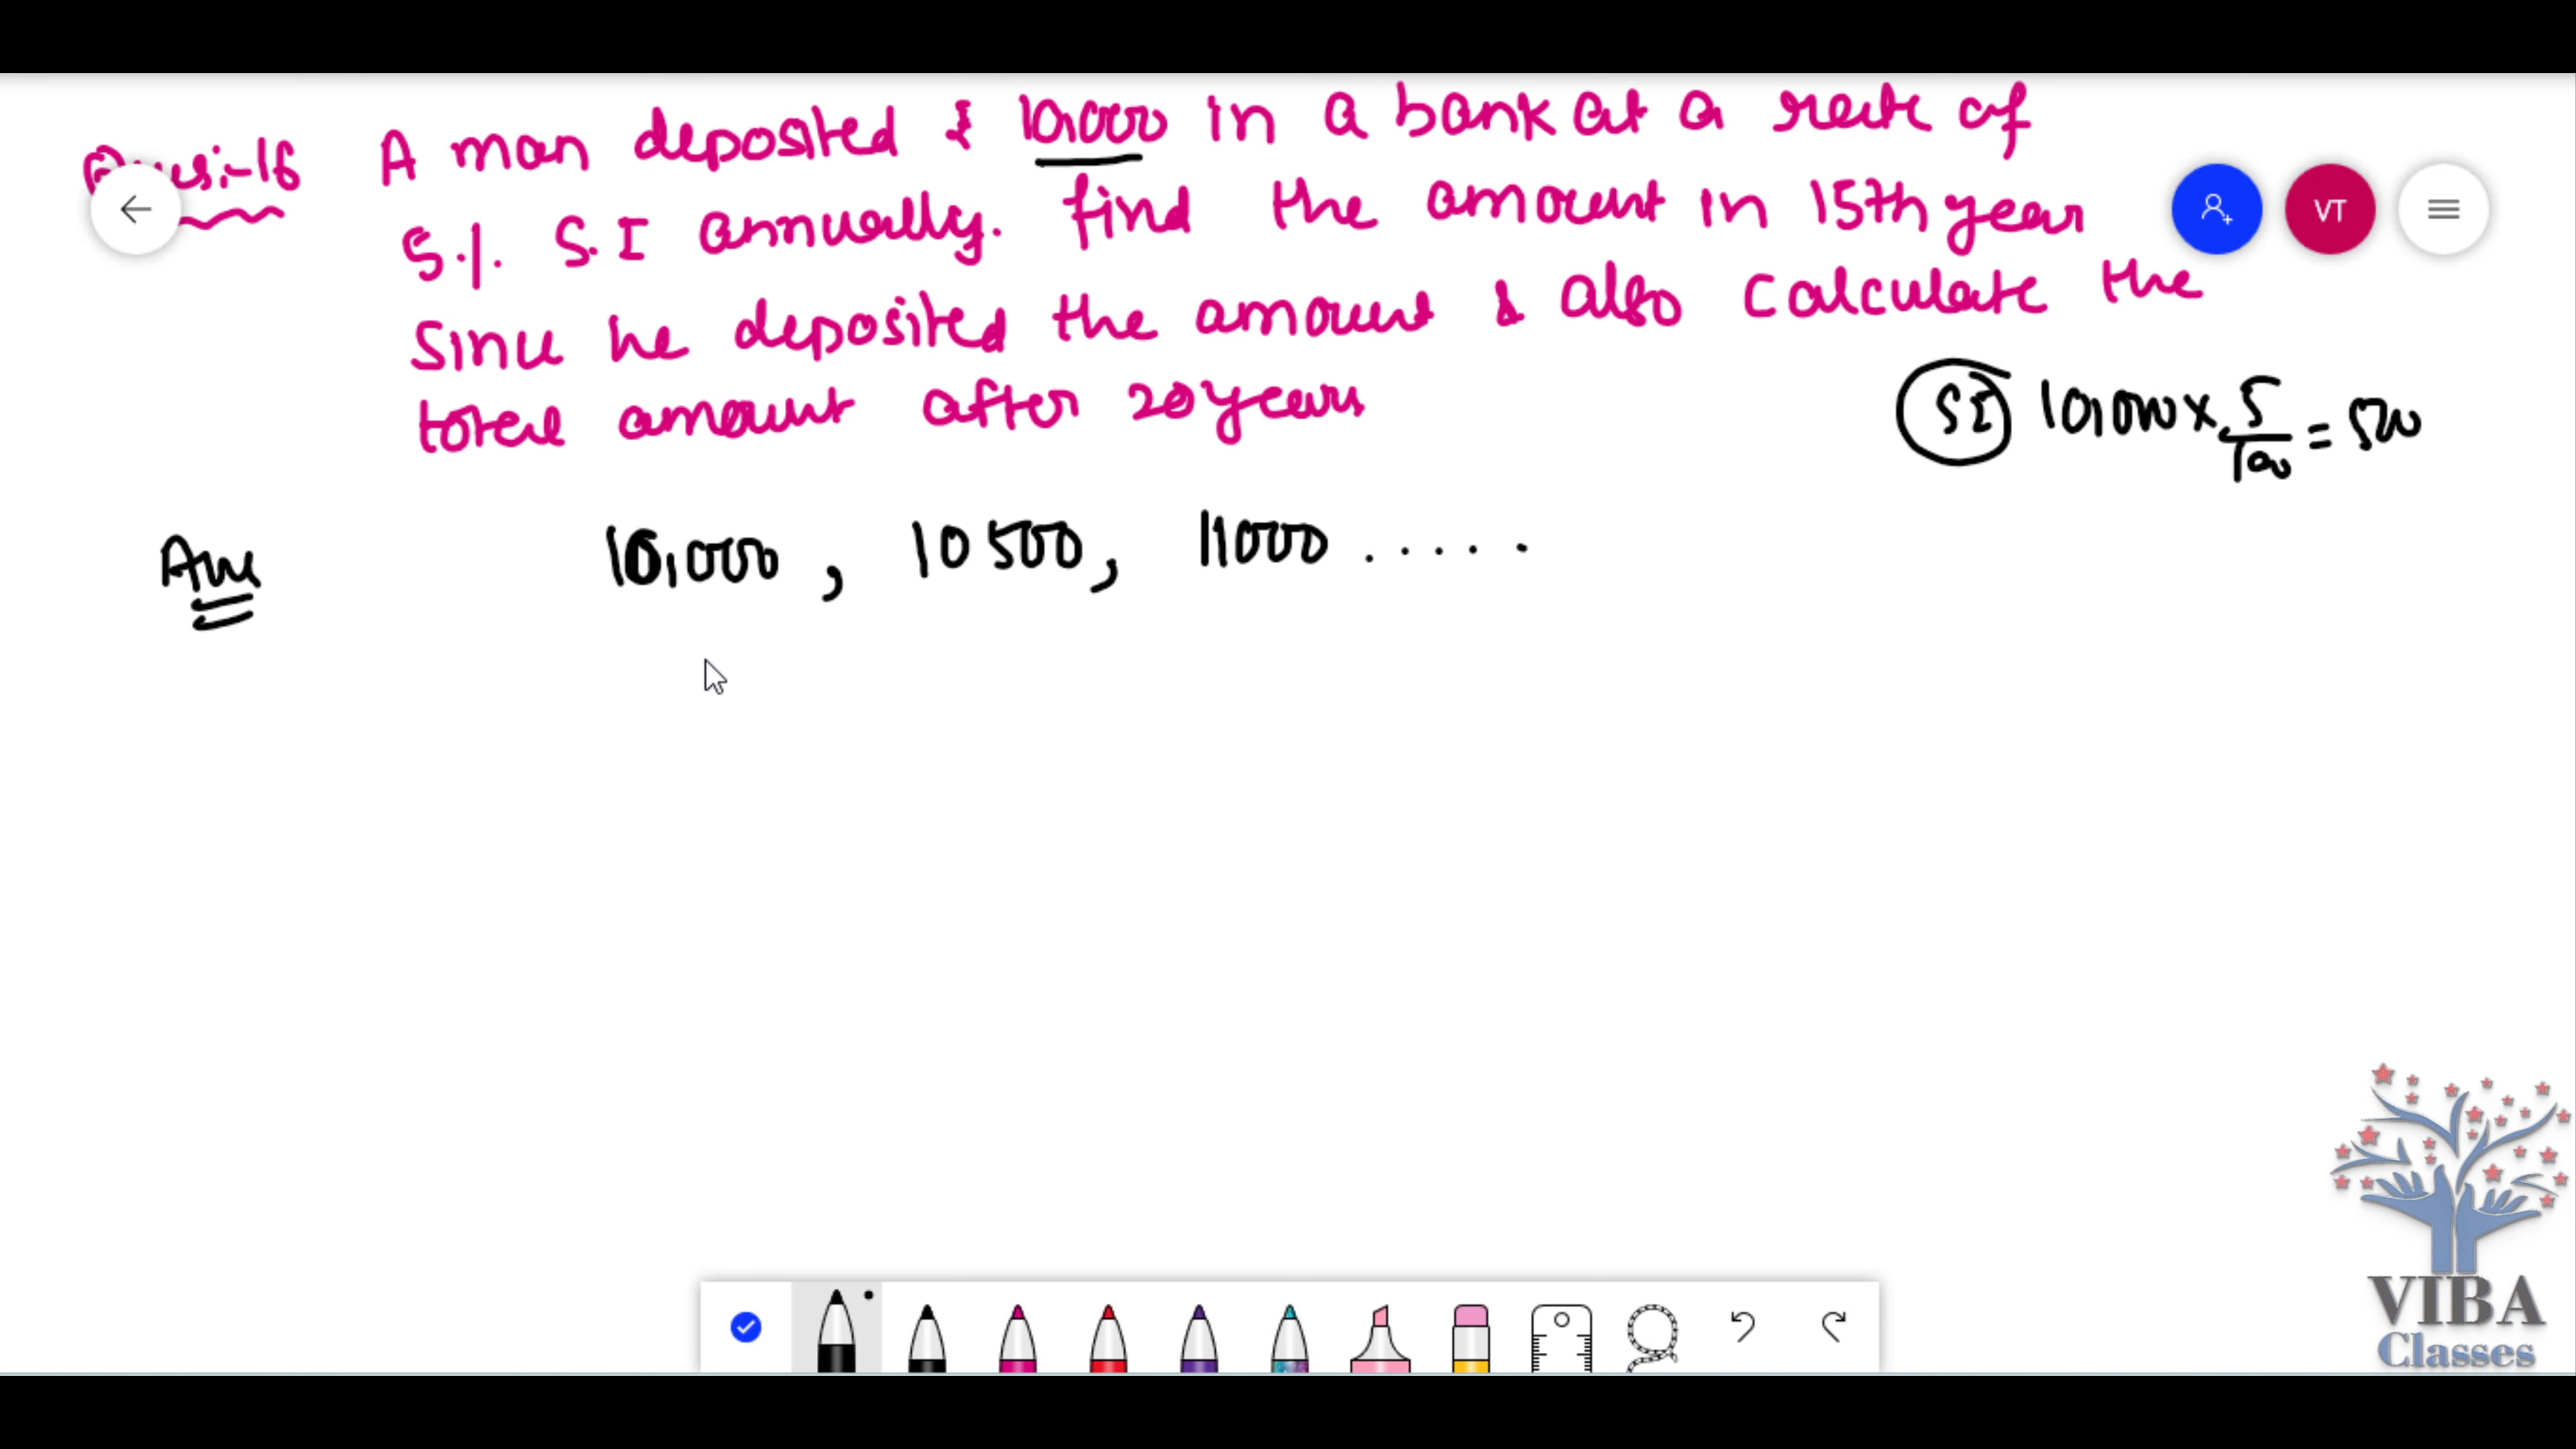 Ques:-16 A man deposited ₹ 10,000 in a bank at a rate of
5% S.I annually. find the amount in 15th year
VT
Since he deposited the amount & also calculate the
total amount after 20 years
SI 10,000 × 5/100 = 500
Ans 10,000, 10500, 11000 ......
VIBA
Classes